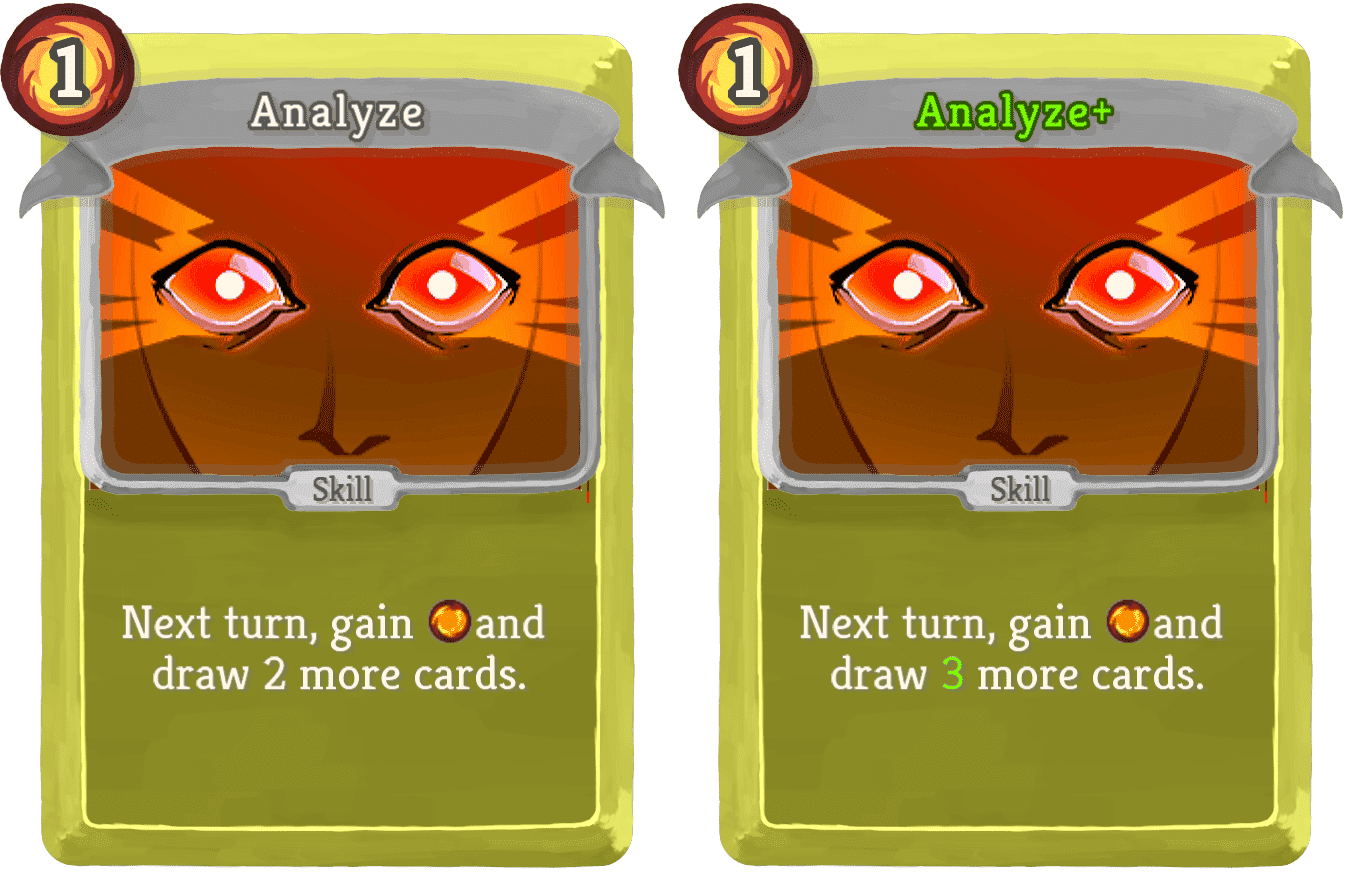 1
Analyze
Skill
Next turn, gain and
draw 2 more cards.
1
Analyze+
Skill
Next turn, gain and
draw 3 more cards.